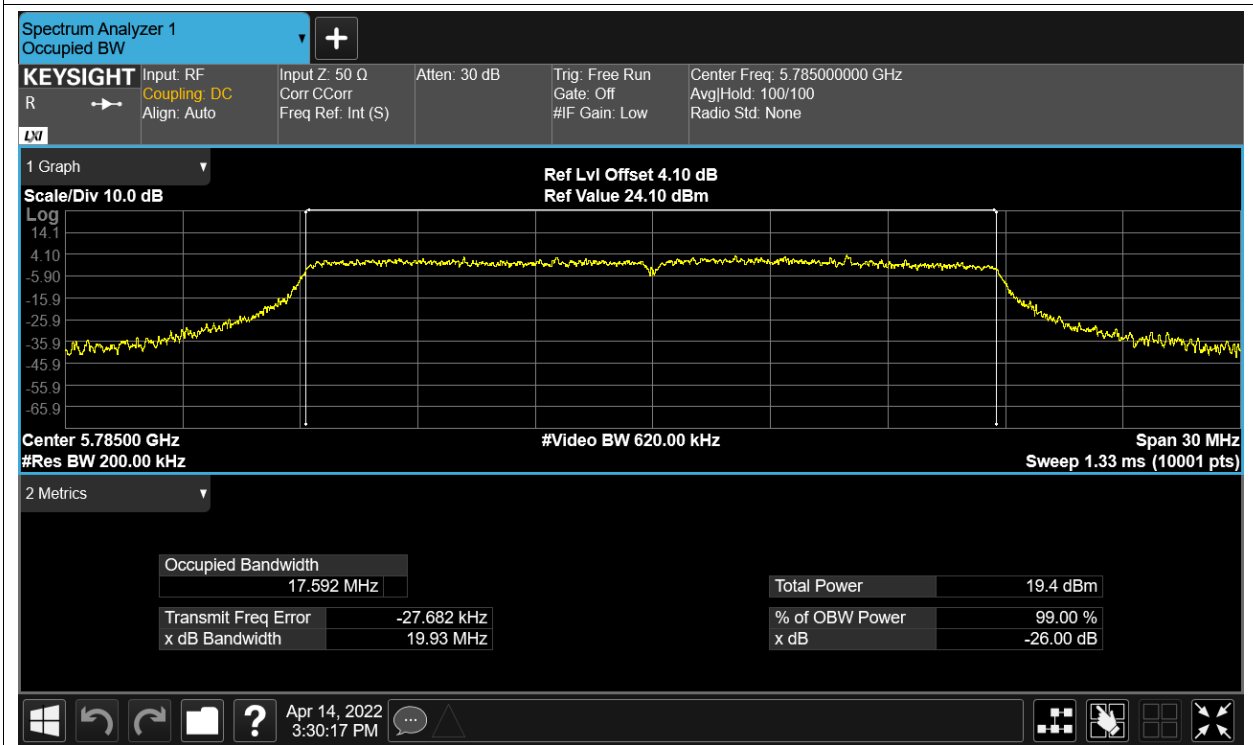 Spectrum Analyzer 1
Occupied BW
KEYSIGHT
R
LXI
Input: RF
Coupling: DC
Align: Auto
Input Z: 50 Ω
Corr CCorr
Freq Ref: Int (S)
Atten: 30 dB
Trig: Free Run
Gate: Off
#IF Gain: Low
Center Freq: 5.785000000 GHz
Avg|Hold: 100/100
Radio Std: None
1 Graph
Scale/Div 10.0 dB
Ref Lvl Offset 4.10 dB
Ref Value 24.10 dBm
Log
14.1
4.10
-5.90
-15.9
-25.9
-35.9
-45.9
-55.9
-65.9
Center 5.78500 GHz
#Res BW 200.00 kHz
#Video BW 620.00 kHz
Span 30 MHz
Sweep 1.33 ms (10001 pts)
2 Metrics
Occupied Bandwidth
17.592 MHz
Transmit Freq Error -27.682 kHz
x dB Bandwidth 19.93 MHz
Total Power 19.4 dBm
% of OBW Power 99.00 %
x dB -26.00 dB
?
Apr 14, 2022
3:30:17 PM